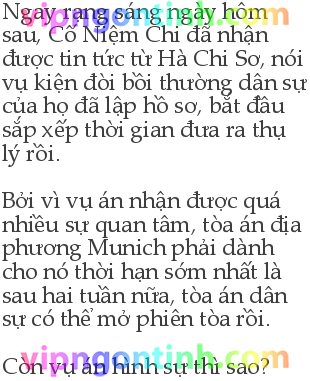 Ngay rạng sáng ngày hôm
sau, Cố Niệm Chi đã nhận
được tin tức từ Hà Chi Sơ, nói
vụ kiện đòi bồi thường dân sự
của họ đã lập hồ sơ, bắt đầu
sắp xếp thời gian đưa ra thụ
lý rồi.
Bởi vì vụ án nhận được quá
nhiều sự quan tâm, tòa án địa
phương Munich phải dành
cho nó thời hạn sớm nhất là
sau hai tuần nữa, tòa án dân
sự có thể mở phiên tòa rồi.
Còn vụ án hình sự thì sao?
vipngontinh.com
vipngontinh.com